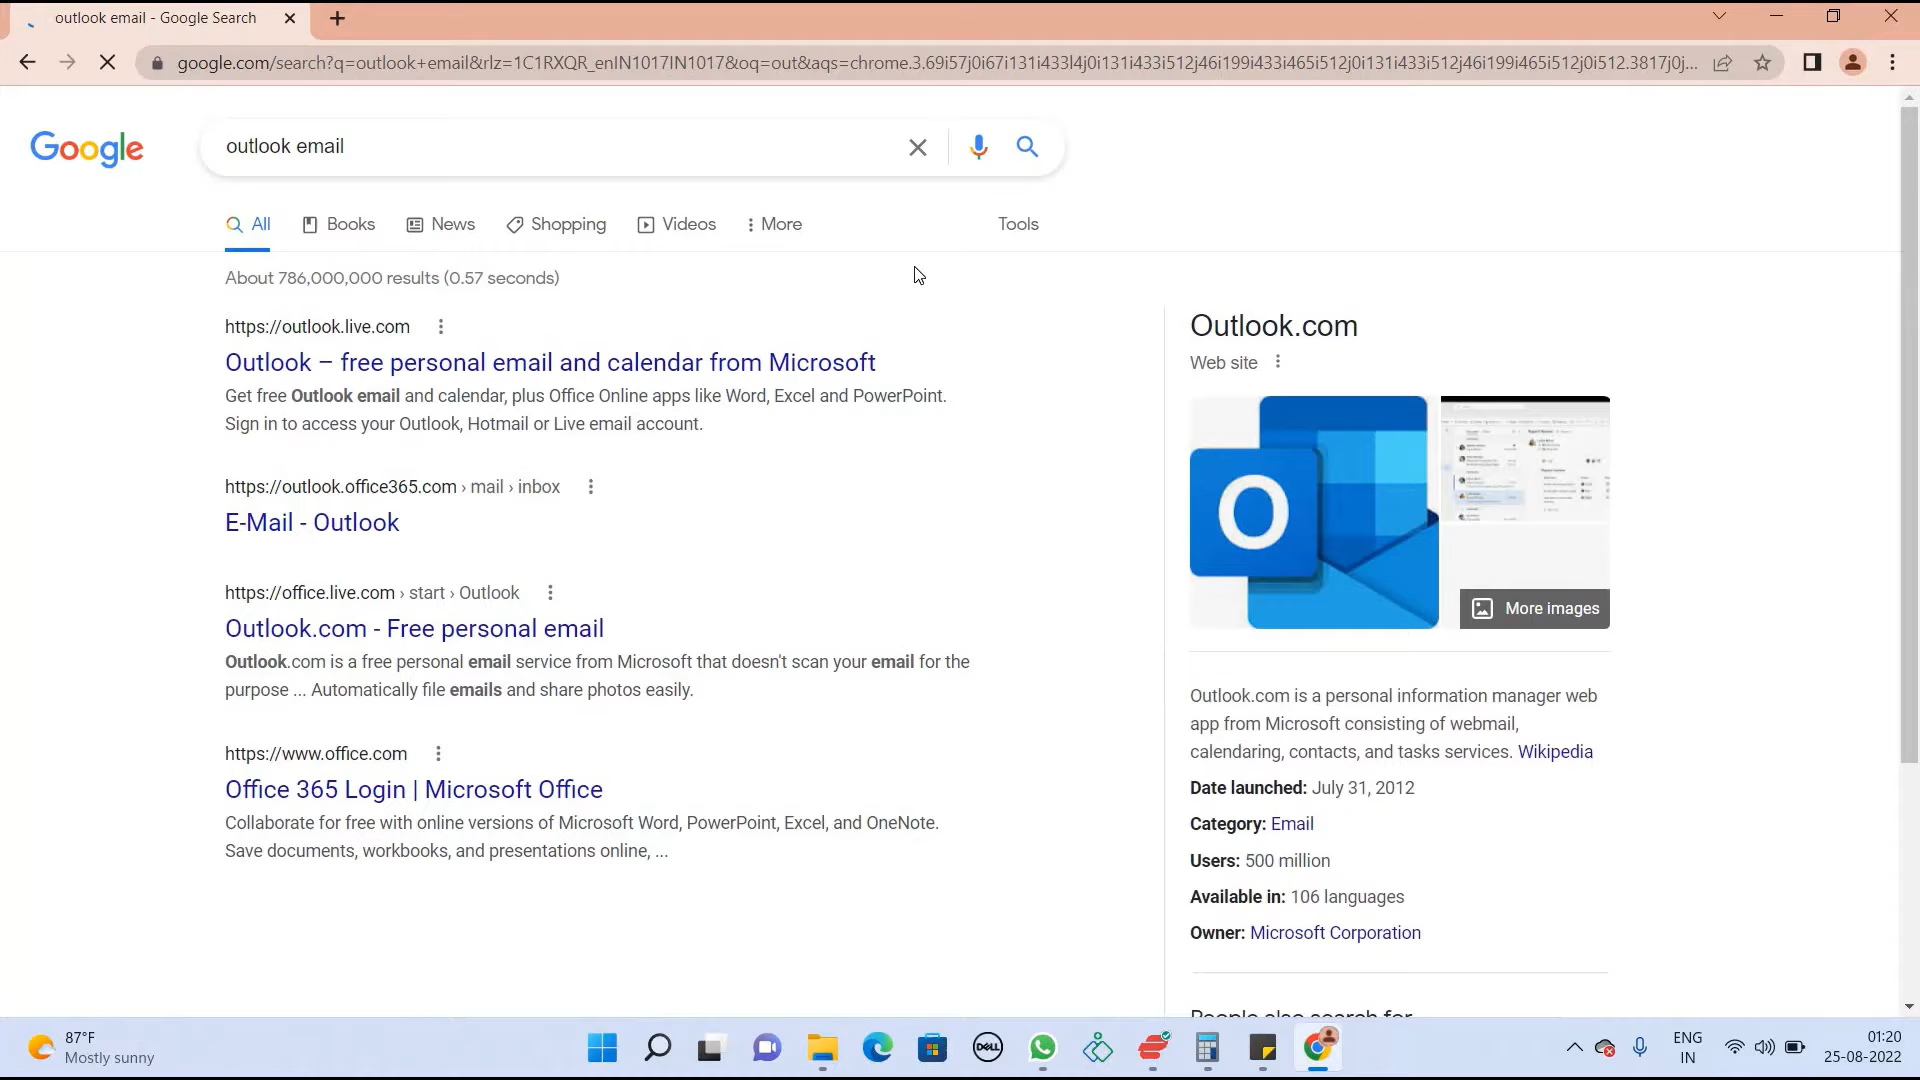 outlook email - Google Search
google.com/search?q=outlook+email&rlz=1C1RXQR_enIN1017IN1017&oq=out&aqs=chrome.3.69i57j0i67i131i433l4j0i131i433i512j46i199i433i465i512j0i131i433i512j46i199i465i512j0i512.3817j0j...
Google
outlook email
All Books News Shopping Videos More Tools
About 786,000,000 results (0.57 seconds)
https://outlook.live.com
Outlook – free personal email and calendar from Microsoft
Get free Outlook email and calendar, plus Office Online apps like Word, Excel and PowerPoint.
Sign in to access your Outlook, Hotmail or Live email account.
https://outlook.office365.com › mail › inbox
E-Mail - Outlook
https://office.live.com › start › Outlook
Outlook.com - Free personal email
Outlook.com is a free personal email service from Microsoft that doesn't scan your email for the
purpose ... Automatically file emails and share photos easily.
https://www.office.com
Office 365 Login | Microsoft Office
Collaborate for free with online versions of Microsoft Word, PowerPoint, Excel, and OneNote.
Save documents, workbooks, and presentations online, ...
Outlook.com
Web site
O
More images
Outlook.com is a personal information manager web
app from Microsoft consisting of webmail,
calendaring, contacts, and tasks services. Wikipedia
Date launched: July 31, 2012
Category: Email
Users: 500 million
Available in: 106 languages
Owner: Microsoft Corporation
People also search for
87°F
Mostly sunny
DELL
ENG
IN
01:20
25-08-2022